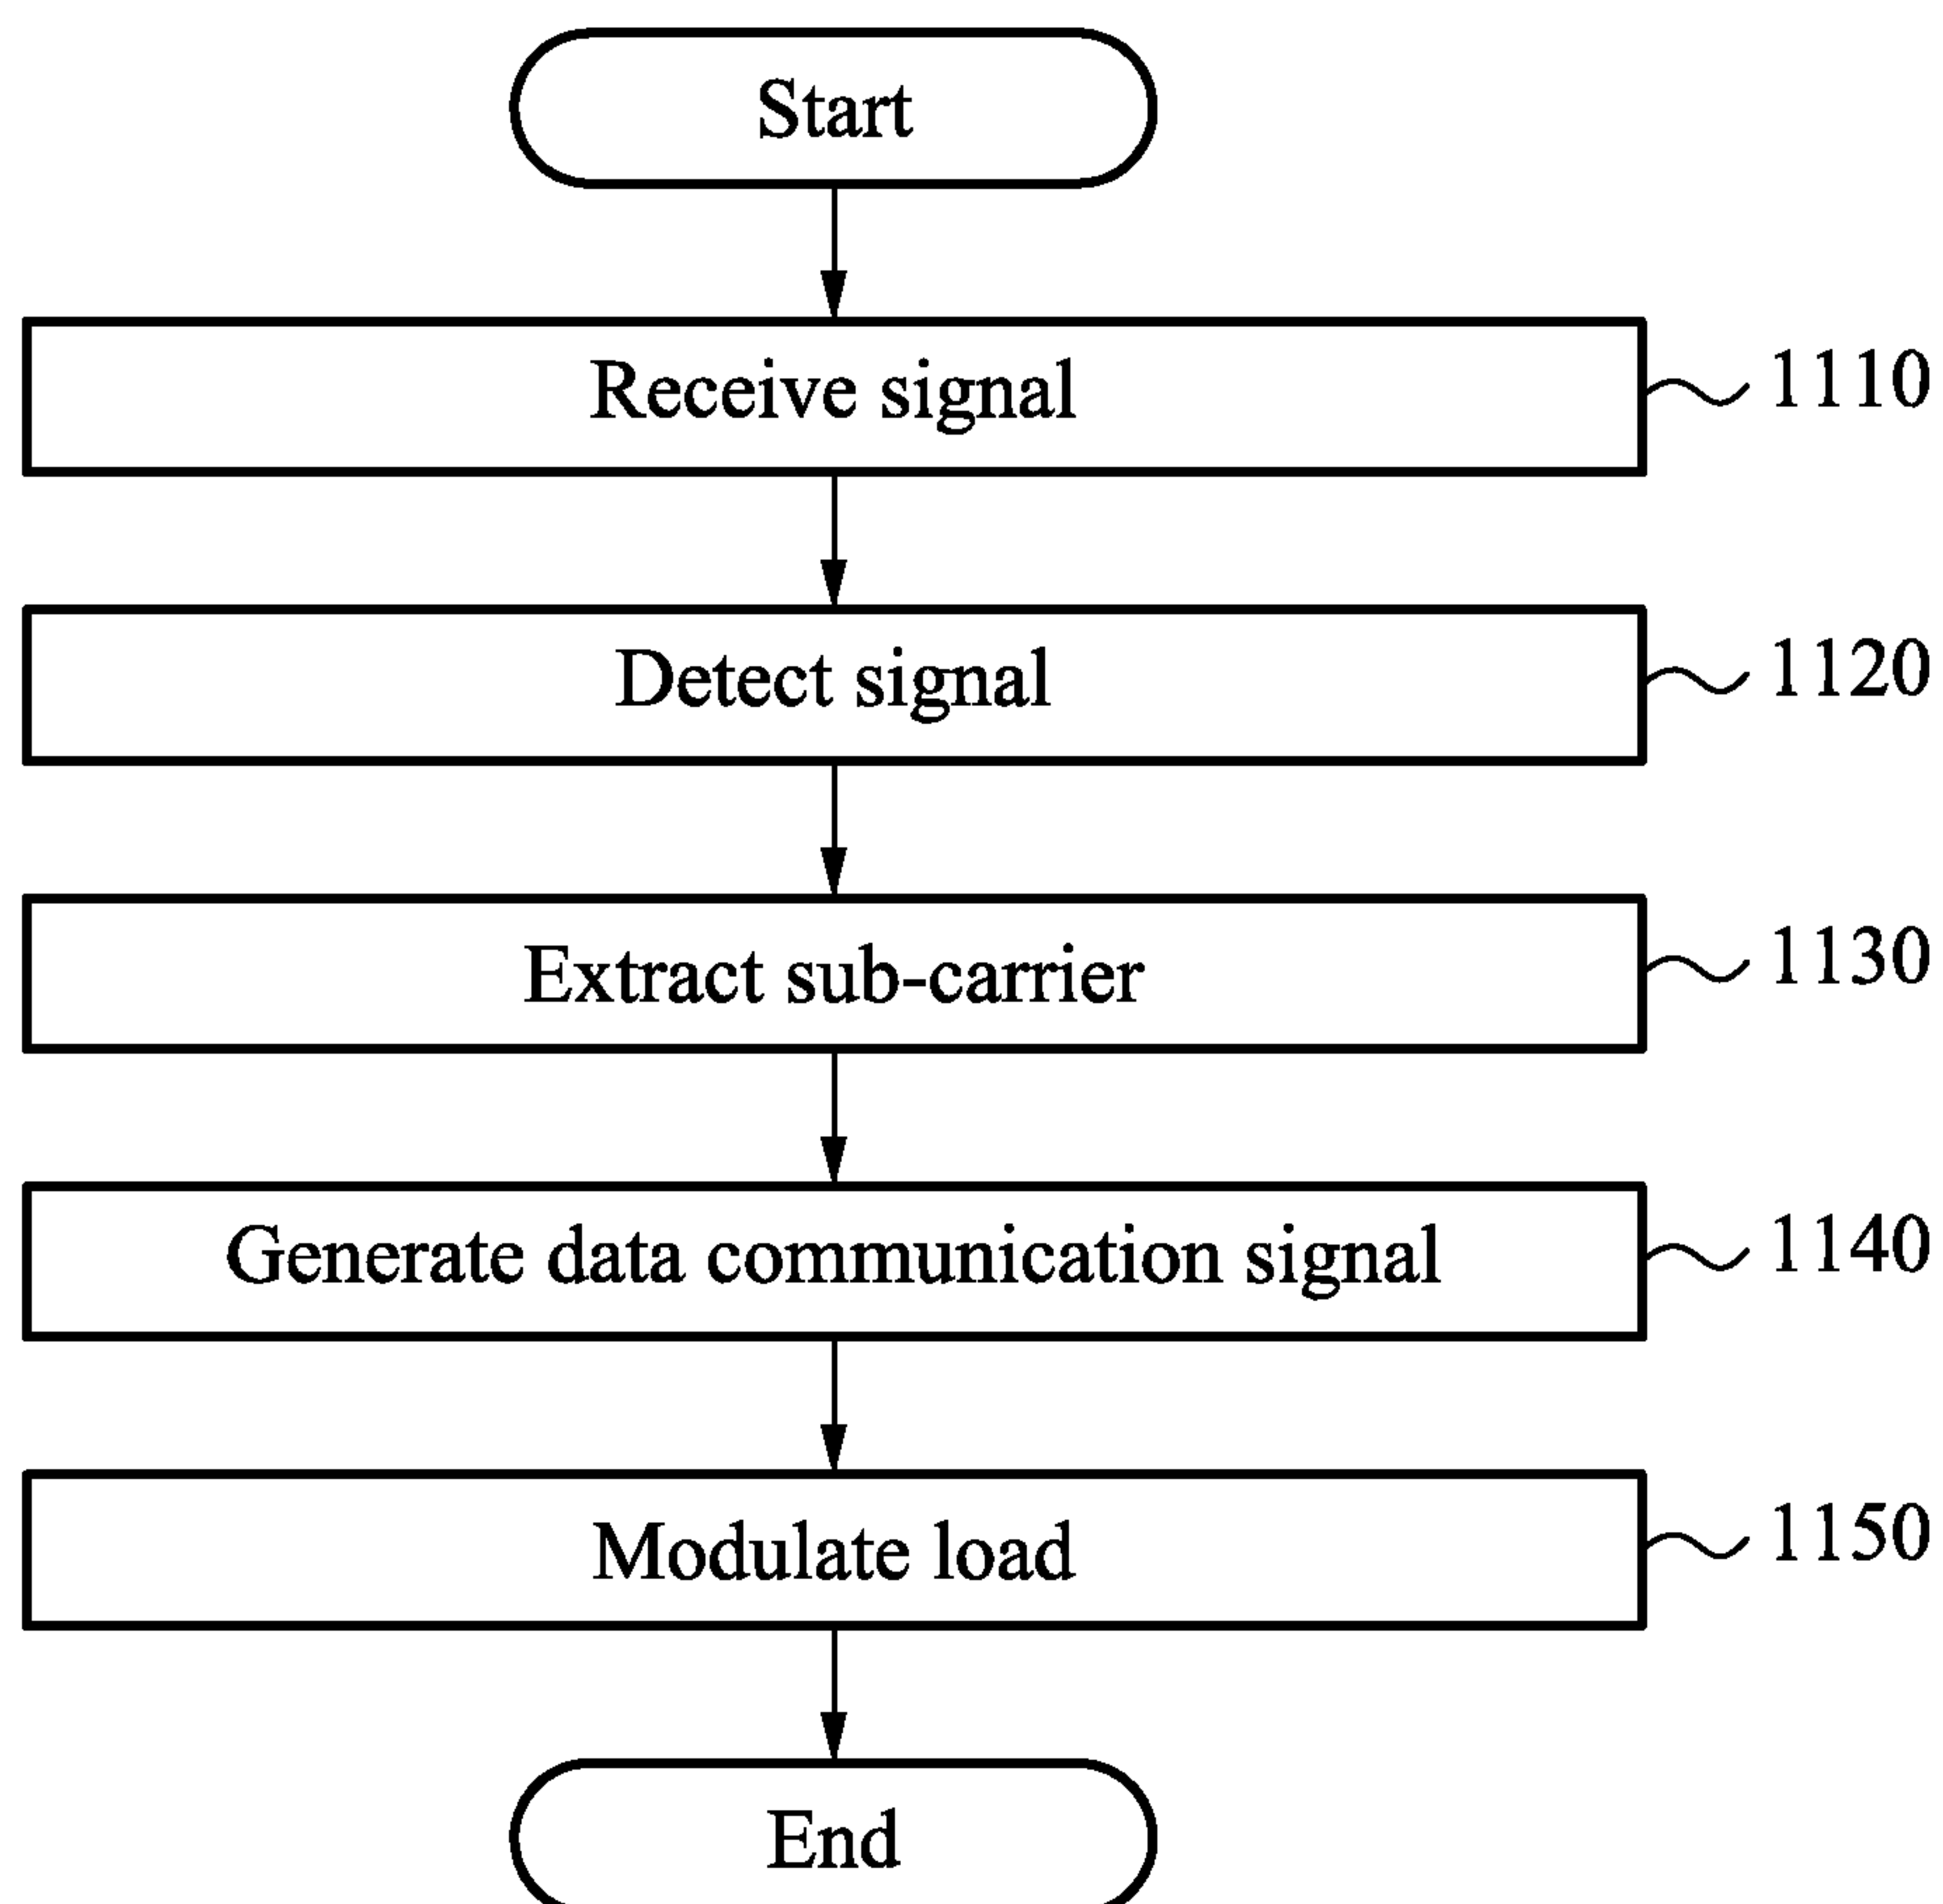 Start
Receive signal
1110
Detect signal
1120
Extract sub-carrier
1130
Generate data communication signal
1140
Modulate load
1150
End